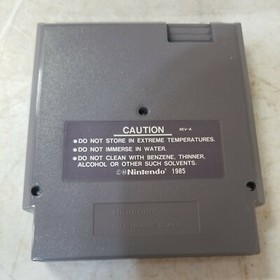 CAUTION REV-A
●DO NOT STORE IN EXTREME TEMPERATURES.
●DO NOT IMMERSE IN WATER.
●DO NOT CLEAN WITH BENZENE, THINNER,
ALCOHOL OR OTHER SUCH SOLVENTS.
©®Nintendo® 1985